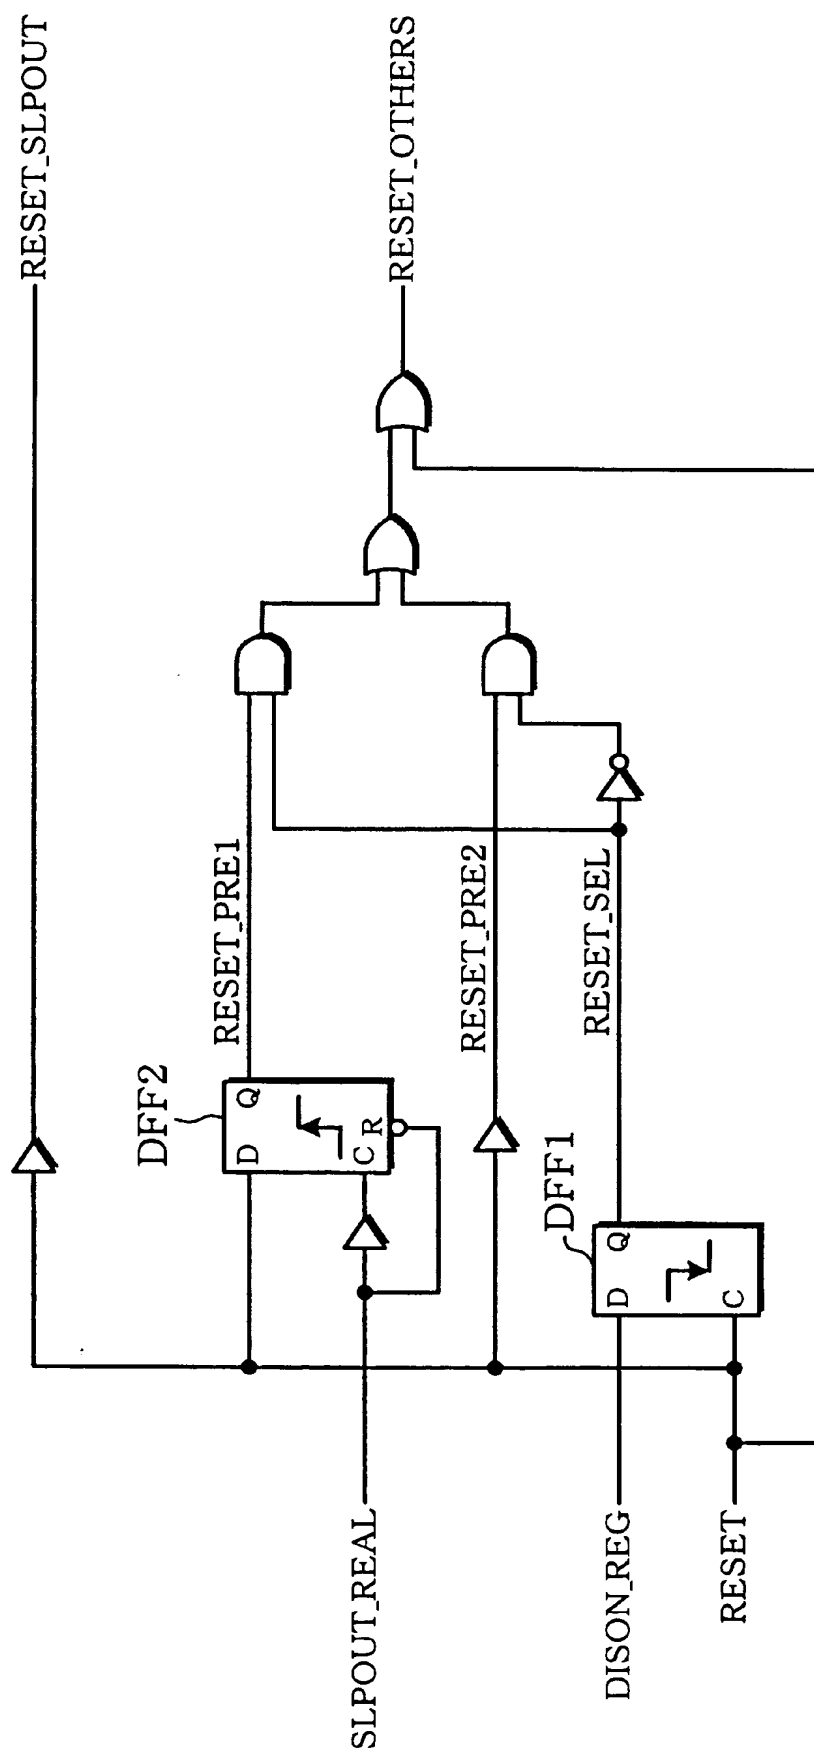 RESET_SLPOUT
RESET_OTHERS
RESET_PRE1
RESET_PRE2
RESET_SEL
DFF2
D
Q
C
R
DFF1
D
Q
C
SLPOUT_REAL
DISON_REG
RESET